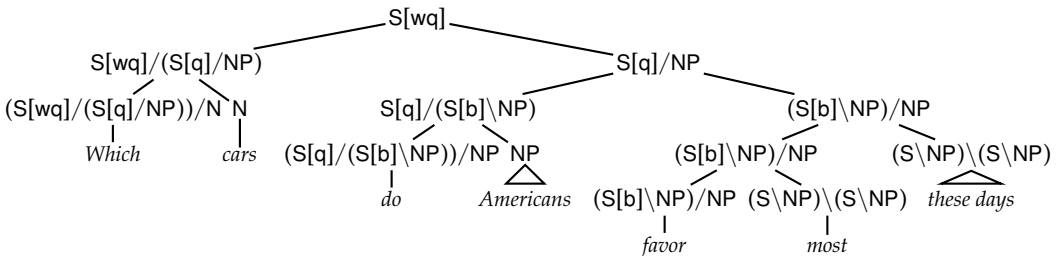 S[wq]
S[wq]/(S[q]/NP) S[q]/NP
(S[wq]/(S[q]/NP))/N N S[q]/(S[b]\NP) (S[b]\NP)/NP
Which cars (S[q]/(S[b]\NP))/NP NP (S[b]\NP)/NP (S\NP)\(S\NP)
do Americans (S[b]\NP)/NP (S\NP)\(S\NP) these days
favor most